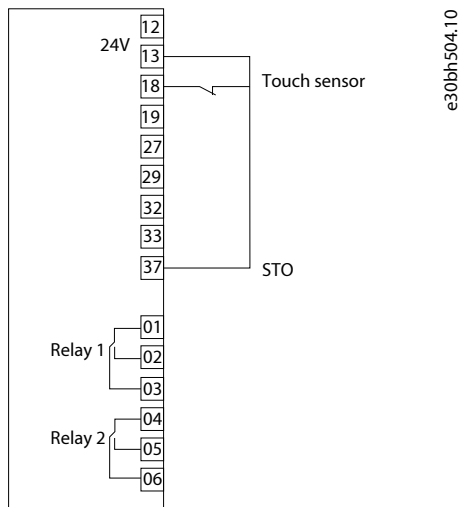 12
24V
13
18
Touch sensor
19
27
29
32
33
37
STO
01
Relay 1
02
03
04
Relay 2
05
06
e30bh504.10